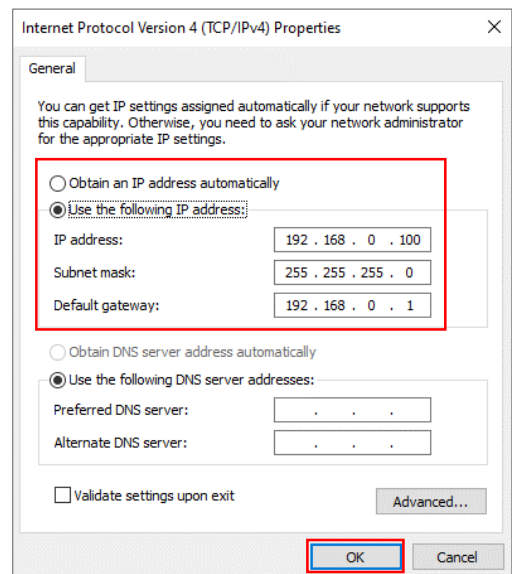 Internet Protocol Version 4 (TCP/IPv4) Properties
General
You can get IP settings assigned automatically if your network supports
this capability. Otherwise, you need to ask your network administrator
for the appropriate IP settings.
Obtain an IP address automatically
Use the following IP address:
IP address: 192 . 168 . 0 . 100
Subnet mask: 255 . 255 . 255 . 0
Default gateway: 192 . 168 . 0 . 1
Obtain DNS server address automatically
Use the following DNS server addresses:
Preferred DNS server: . . .
Alternate DNS server: . . .
Validate settings upon exit
Advanced...
OK Cancel